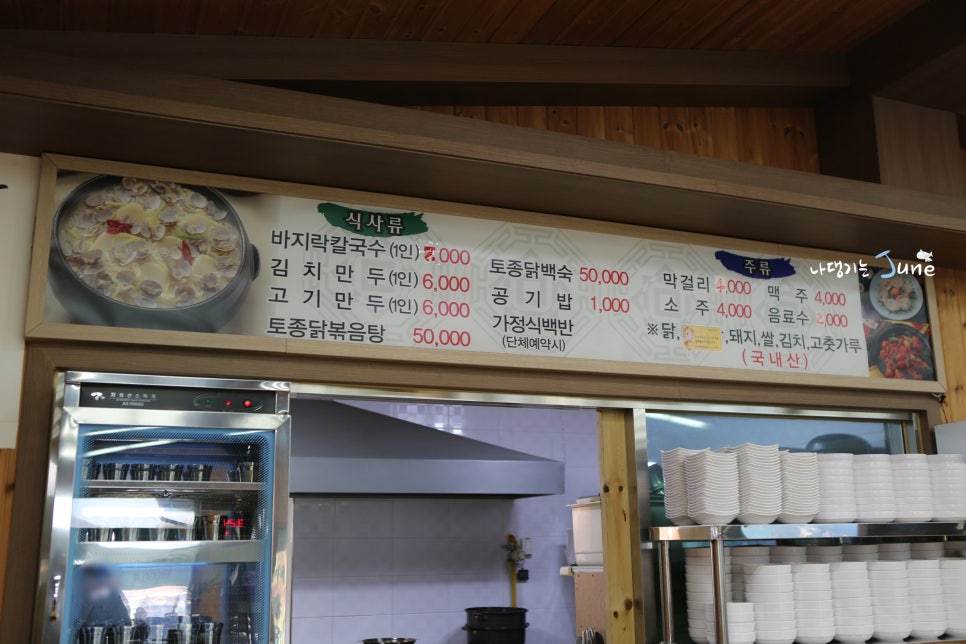 나댕기는 June
식사류
바지락칼국수 (1인) 7,000
김치만두 (1인) 6,000
고기만두 (1인) 6,000
토종닭볶음탕 50,000
토종닭백숙 50,000
공기밥 1,000
가정식백반
(단체예약시)
주류
막걸리 4,000
소주 4,000
맥주 4,000
음료수 2,000
※닭, 돼지,쌀,김치,고춧가루
(국내산)